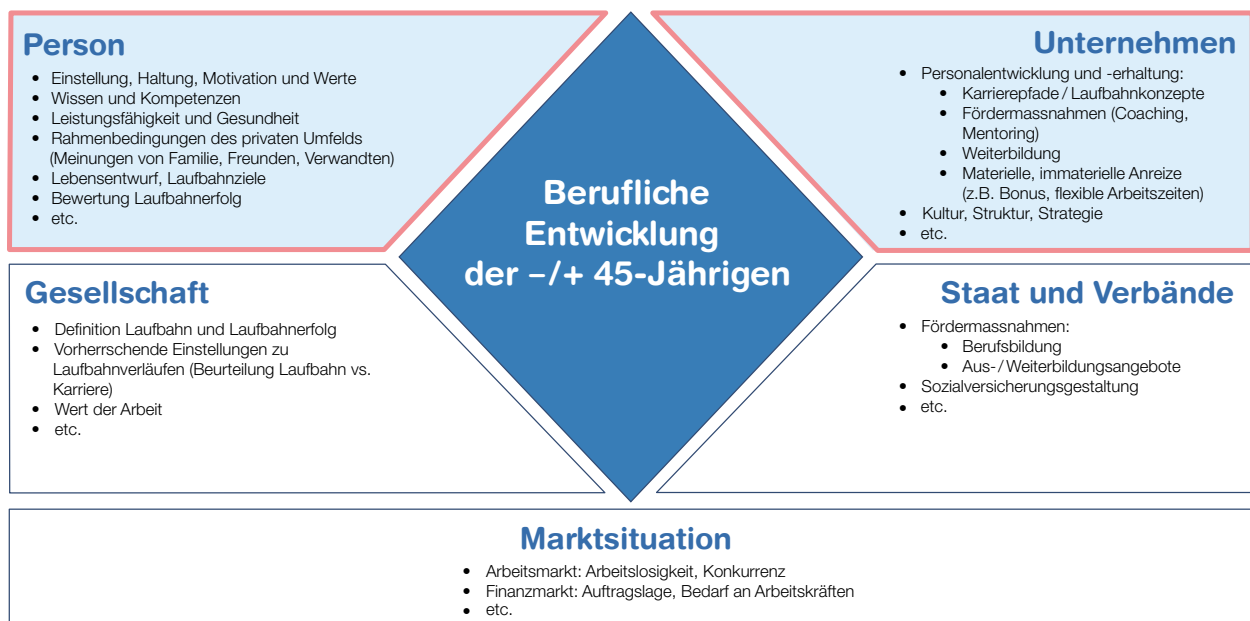 Person
• Einstellung, Haltung, Motivation und Werte
• Wissen und Kompetenzen
• Leistungsfähigkeit und Gesundheit
• Rahmenbedingungen des privaten Umfelds
(Meinungen von Familie, Freunden, Verwandten)
• Lebensentwurf, Laufbahnziele
• Bewertung Laufbahnerfolg
• etc.
Unternehmen
• Personalentwicklung und -erhaltung:
• Karrierepfade / Laufbahnkonzepte
• Fördermassnahmen (Coaching,
Mentoring)
• Weiterbildung
• Materielle, immaterielle Anreize
(z.B. Bonus, flexible Arbeitszeiten)
• Kultur, Struktur, Strategie
• etc.
Berufliche
Entwicklung
der –/+ 45-Jährigen
Gesellschaft
• Definition Laufbahn und Laufbahnerfolg
• Vorherrschende Einstellungen zu
Laufbahnverläufen (Beurteilung Laufbahn vs.
Karriere)
• Wert der Arbeit
• etc.
Staat und Verbände
• Fördermassnahmen:
• Berufsbildung
• Aus- / Weiterbildungsangebote
• Sozialversicherungsgestaltung
• etc.
Marktsituation
• Arbeitsmarkt: Arbeitslosigkeit, Konkurrenz
• Finanzmarkt: Auftragslage, Bedarf an Arbeitskräften
• etc.